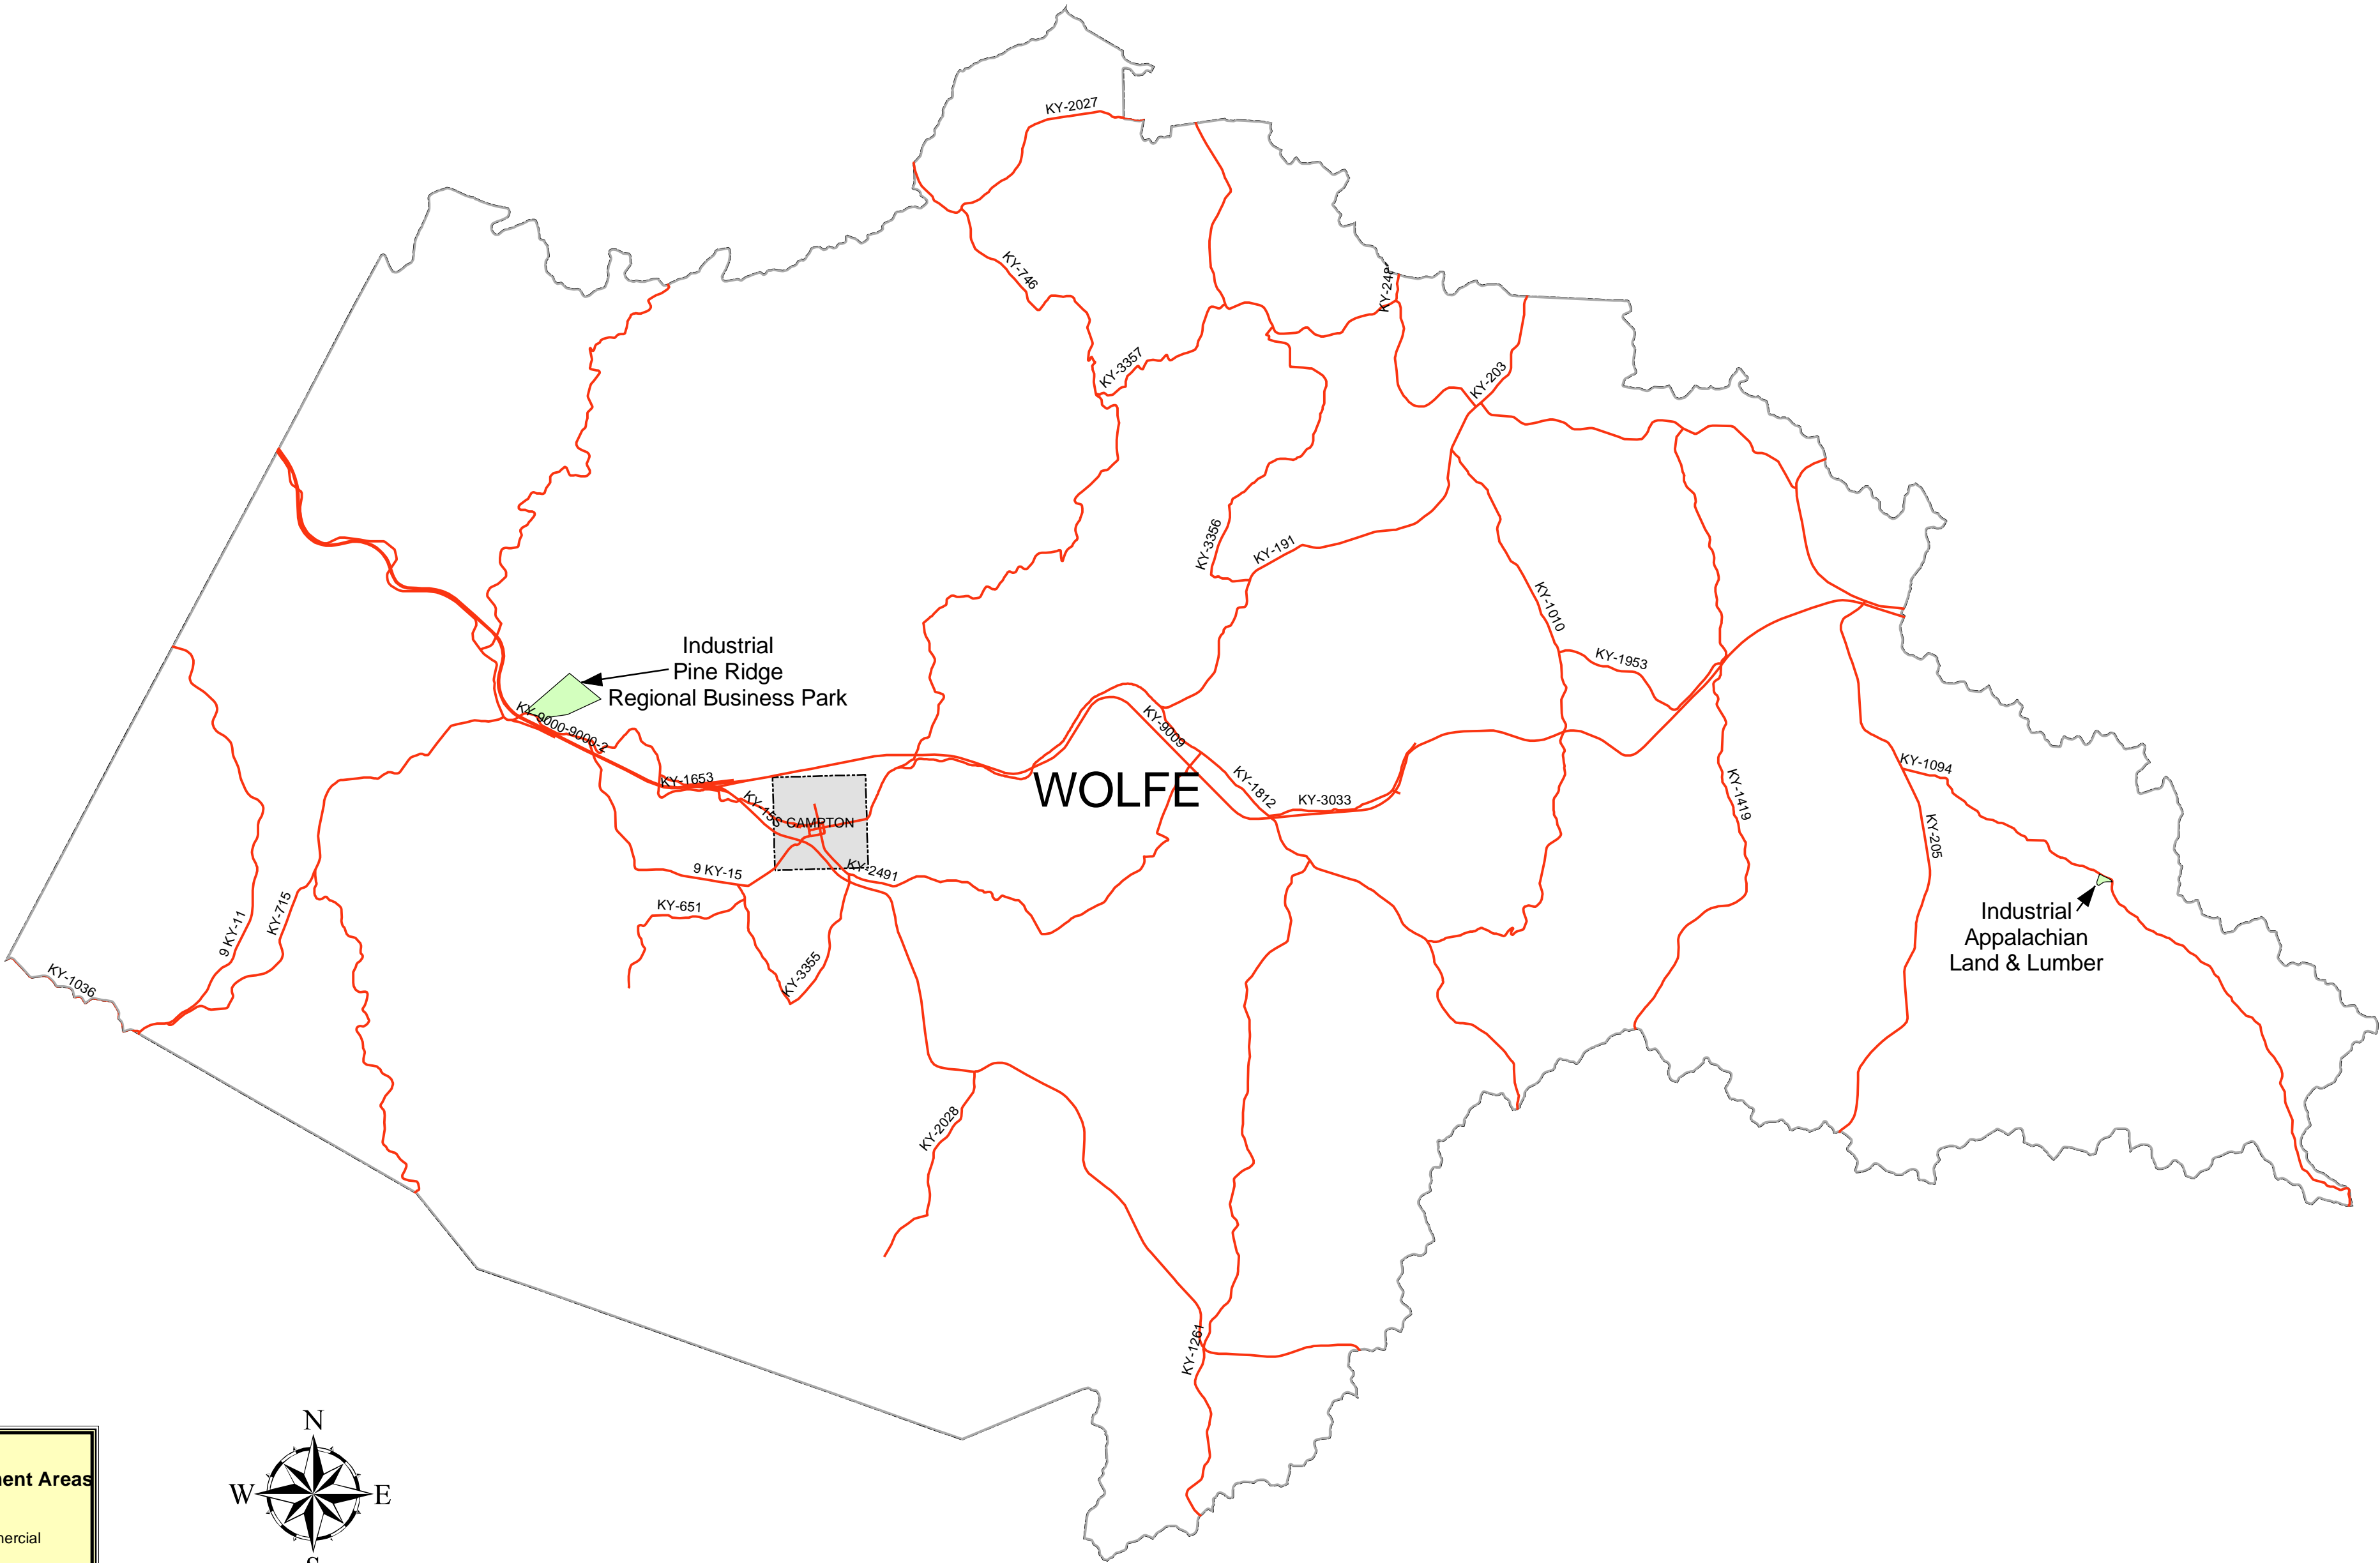 KY-2027
KY-746
KY-248
KY-3357
KY-203
KY-3356
KY-191
KY-1010
Industrial
Pine Ridge
Regional Business Park
KY-1953
KY-9000-9000-2
KY-9009
KY-1653
WOLFE
KY-1812
KY-3033
KY-1094
KY-1419
KY-15S
CAMPTON
KY-205
9 KY-15
KY-2491
KY-651
KY-715
9 KY-11
Industrial
Appalachian
Land & Lumber
KY-3355
KY-1036
KY-2028
KY-1261
N
W
E
S
Areas